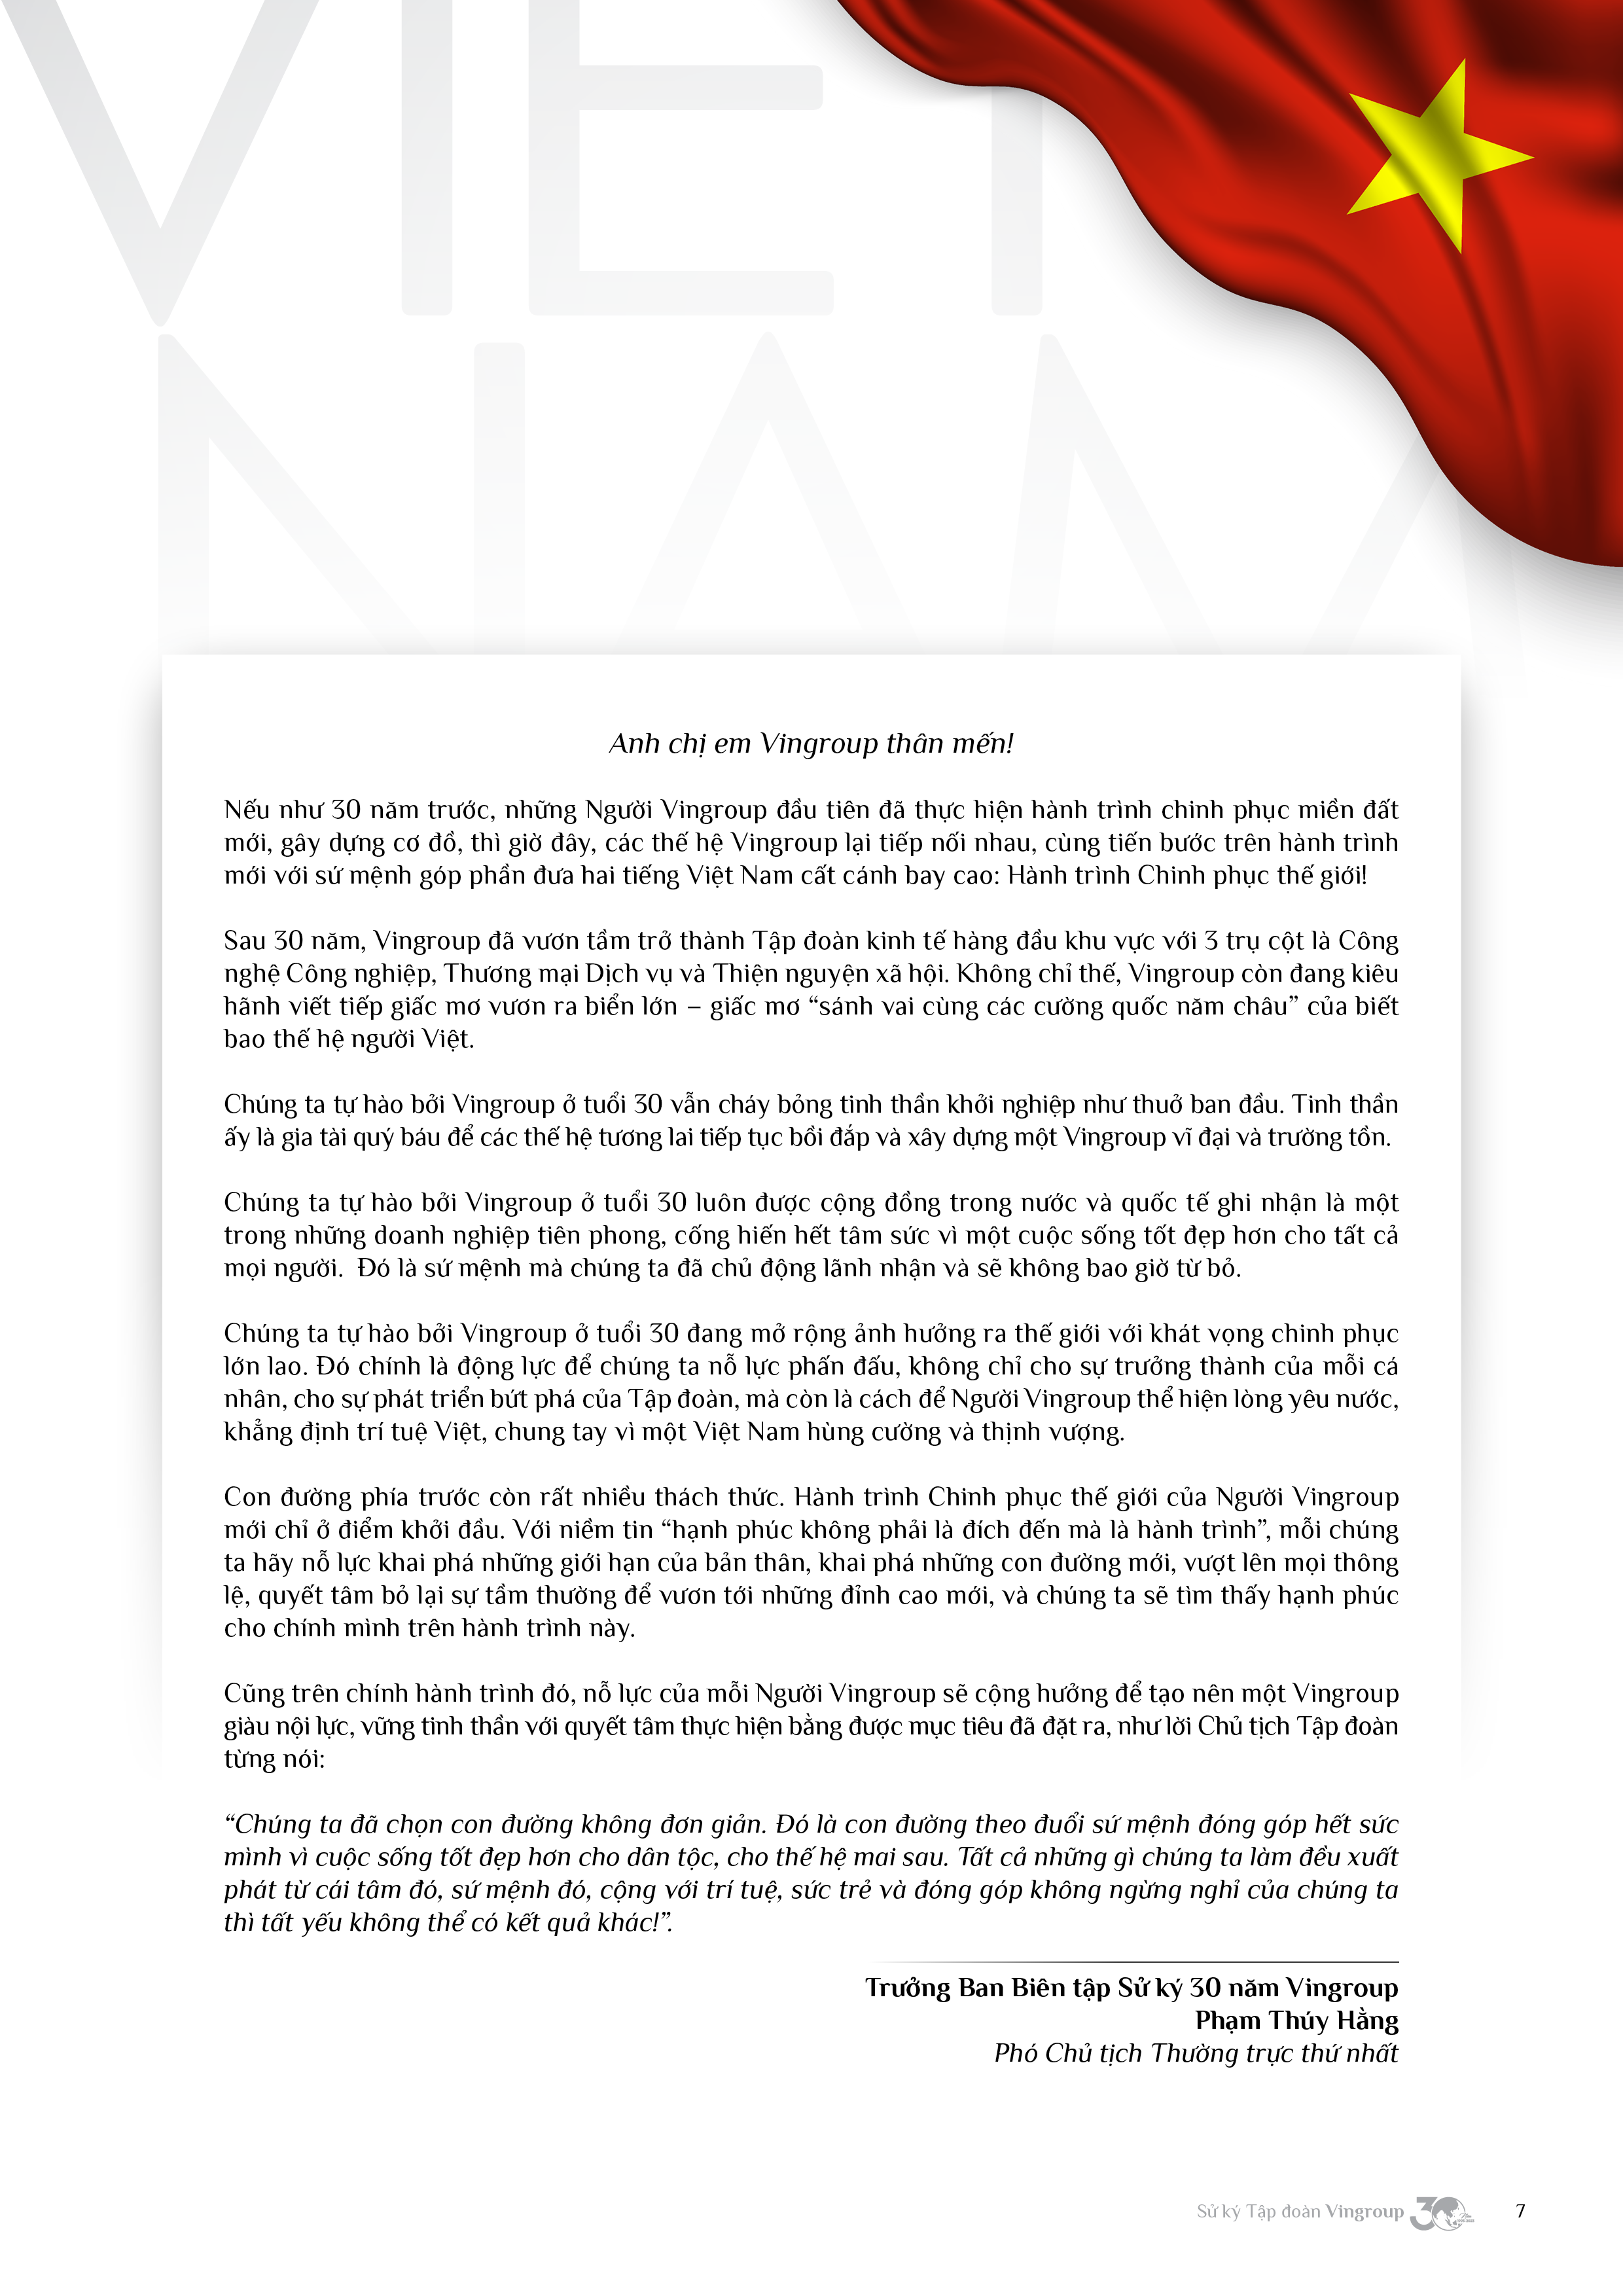 VIET
NAM
Anh chị em Vingroup thân mến!
Nếu như 30 năm trước, những Người Vingroup đầu tiên đã thực hiện hành trình chinh phục miền đất
mới, gây dựng cơ đồ, thì giờ đây, các thế hệ Vingroup lại tiếp nối nhau, cùng tiến bước trên hành trình
mới với sứ mệnh góp phần đưa hai tiếng Việt Nam cất cánh bay cao: Hành trình Chinh phục thế giới!
Sau 30 năm, Vingroup đã vươn tầm trở thành Tập đoàn kinh tế hàng đầu khu vực với 3 trụ cột là Công
nghệ Công nghiệp, Thương mại Dịch vụ và Thiện nguyện xã hội. Không chỉ thế, Vingroup còn đang kiêu
hãnh viết tiếp giấc mơ vươn ra biển lớn – giấc mơ “sánh vai cùng các cường quốc năm châu” của biết
bao thế hệ người Việt.
Chúng ta tự hào bởi Vingroup ở tuổi 30 vẫn cháy bỏng tinh thần khởi nghiệp như thuở ban đầu. Tinh thần
ấy là gia tài quý báu để các thế hệ tương lai tiếp tục bồi đắp và xây dựng một Vingroup vĩ đại và trường tồn.
Chúng ta tự hào bởi Vingroup ở tuổi 30 luôn được cộng đồng trong nước và quốc tế ghi nhận là một
trong những doanh nghiệp tiên phong, cống hiến hết tâm sức vì một cuộc sống tốt đẹp hơn cho tất cả
mọi người.  Đó là sứ mệnh mà chúng ta đã chủ động lãnh nhận và sẽ không bao giờ từ bỏ.
Chúng ta tự hào bởi Vingroup ở tuổi 30 đang mở rộng ảnh hưởng ra thế giới với khát vọng chinh phục
lớn lao. Đó chính là động lực để chúng ta nỗ lực phấn đấu, không chỉ cho sự trưởng thành của mỗi cá
nhân, cho sự phát triển bứt phá của Tập đoàn, mà còn là cách để Người Vingroup thể hiện lòng yêu nước,
khẳng định trí tuệ Việt, chung tay vì một Việt Nam hùng cường và thịnh vượng.
Con đường phía trước còn rất nhiều thách thức. Hành trình Chinh phục thế giới của Người Vingroup
mới chỉ ở điểm khởi đầu. Với niềm tin “hạnh phúc không phải là đích đến mà là hành trình”, mỗi chúng
ta hãy nỗ lực khai phá những giới hạn của bản thân, khai phá những con đường mới, vượt lên mọi thông
lệ, quyết tâm bỏ lại sự tầm thường để vươn tới những đỉnh cao mới, và chúng ta sẽ tìm thấy hạnh phúc
cho chính mình trên hành trình này.
Cũng trên chính hành trình đó, nỗ lực của mỗi Người Vingroup sẽ cộng hưởng để tạo nên một Vingroup
giàu nội lực, vững tinh thần với quyết tâm thực hiện bằng được mục tiêu đã đặt ra, như lời Chủ tịch Tập đoàn
từng nói:
“Chúng ta đã chọn con đường không đơn giản. Đó là con đường theo đuổi sứ mệnh đóng góp hết sức
mình vì cuộc sống tốt đẹp hơn cho dân tộc, cho thế hệ mai sau. Tất cả những gì chúng ta làm đều xuất
phát từ cái tâm đó, sứ mệnh đó, cộng với trí tuệ, sức trẻ và đóng góp không ngừng nghỉ của chúng ta
thì tất yếu không thể có kết quả khác!”.
Trưởng Ban Biên tập Sử ký 30 năm Vingroup
Phạm Thúy Hằng
Phó Chủ tịch Thường trực thứ nhất
Sử ký Tập đoàn Vingroup 30 7